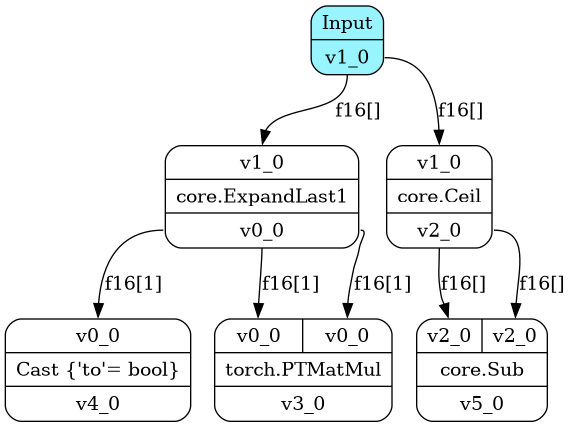 Input
v1_0
f16[]
f16[]
v1_0
core.ExpandLast1
v0_0
v1_0
core.Ceil
v2_0
f16[1]
f16[1]
f16[1]
f16[]
f16[]
v0_0
Cast {'to'= bool}
v4_0
v0_0
v0_0
torch.PTMatMul
v3_0
v2_0
v2_0
core.Sub
v5_0